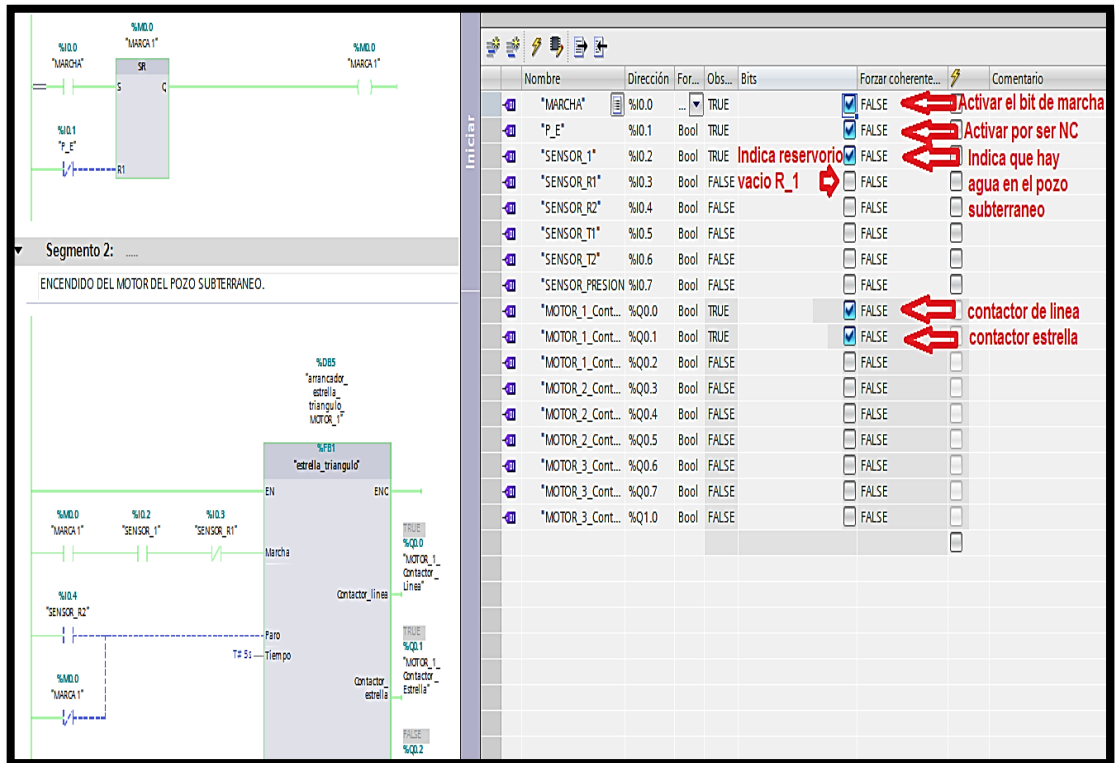 %M0.0
"MARCA 1"
%I0.0
"MARCHA"
SR
S
Q
%M0.0
"MARCA 1"
%I0.1
"P_E"
R1
Segmento 2: .....
ENCENDIDO DEL MOTOR DEL POZO SUBTERRANEO.
%DB5
"arrancador_
estrella_
triangulo_
MOTOR_1"
%FB1
"estrella_triangulo"
EN
ENO
%M0.0
"MARCA 1"
%I0.2
"SENSOR_1"
%I0.3
"SENSOR_R1"
Marcha
TRUE
%Q0.0
"MOTOR_1_
Contactor_
Linea"
Contactor_linea
%I0.4
"SENSOR_R2"
Paro
T# 5s
Tiempo
TRUE
%Q0.1
"MOTOR_1_
Contactor_
Estrella"
Contactor_
estrella
%M0.0
"MARCA 1"
FALSE
%Q0.2
Iniciar
Nombre Dirección For... Obs... Bits Forzar coherente... Comentario
"MARCHA" %I0.0 ... TRUE FALSE Activar el bit de marcha
"P_E" %I0.1 Bool TRUE FALSE Activar por ser NC
"SENSOR_1" %I0.2 Bool TRUE Indica reservorio FALSE Indica que hay
"SENSOR_R1" %I0.3 Bool FALSE vacio R_1 FALSE agua en el pozo
"SENSOR_R2" %I0.4 Bool FALSE FALSE subterraneo
"SENSOR_T1" %I0.5 Bool FALSE FALSE
"SENSOR_T2" %I0.6 Bool FALSE FALSE
"SENSOR_PRESION %I0.7 Bool FALSE FALSE
"MOTOR_1_Cont... %Q0.0 Bool TRUE FALSE contactor de linea
"MOTOR_1_Cont... %Q0.1 Bool TRUE FALSE contactor estrella
"MOTOR_1_Cont... %Q0.2 Bool FALSE FALSE
"MOTOR_2_Cont... %Q0.3 Bool FALSE FALSE
"MOTOR_2_Cont... %Q0.4 Bool FALSE FALSE
"MOTOR_2_Cont... %Q0.5 Bool FALSE FALSE
"MOTOR_3_Cont... %Q0.6 Bool FALSE FALSE
"MOTOR_3_Cont... %Q0.7 Bool FALSE FALSE
"MOTOR_3_Cont... %Q1.0 Bool FALSE FALSE